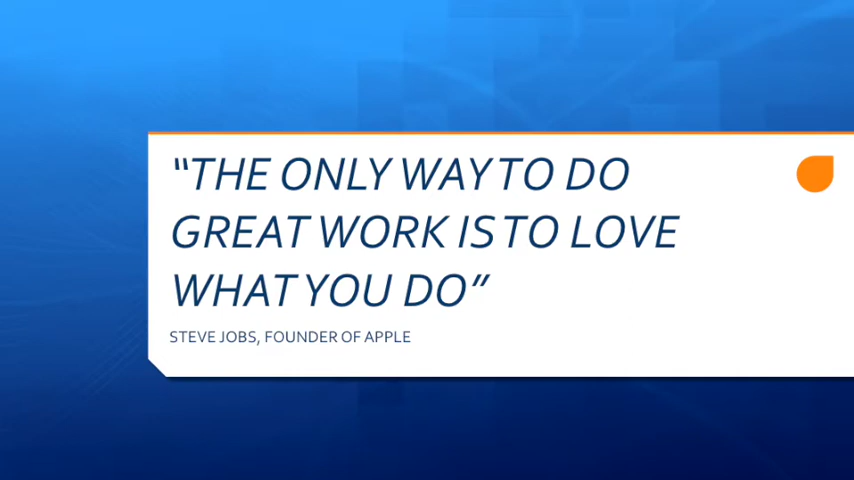 “THE ONLY WAY TO DO
GREAT WORK IS TO LOVE
WHAT YOU DO”
STEVE JOBS, FOUNDER OF APPLE